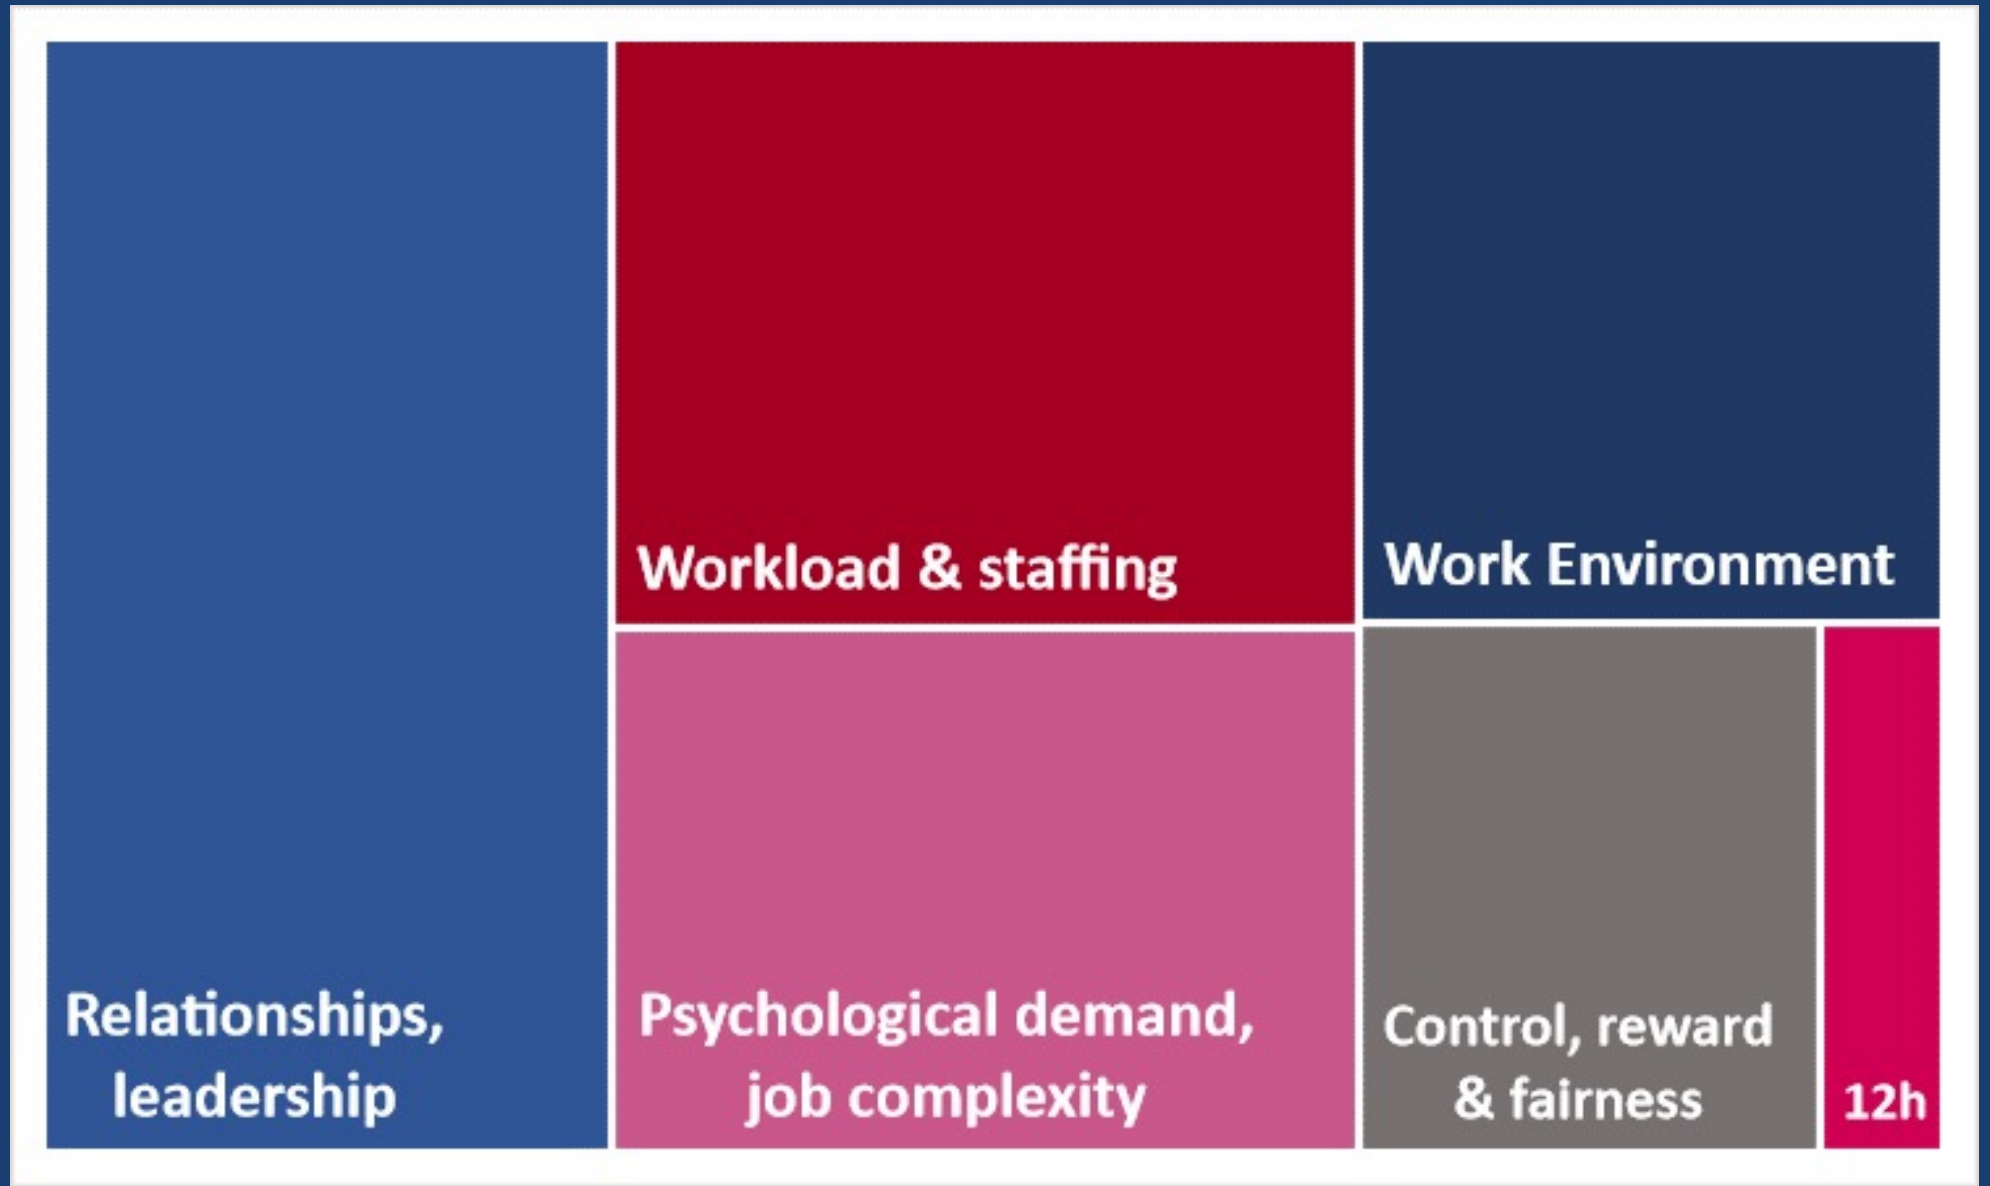 Relationships,
leadership
Workload & staffing
Psychological demand,
job complexity
Work Environment
Control, reward
& fairness
12h